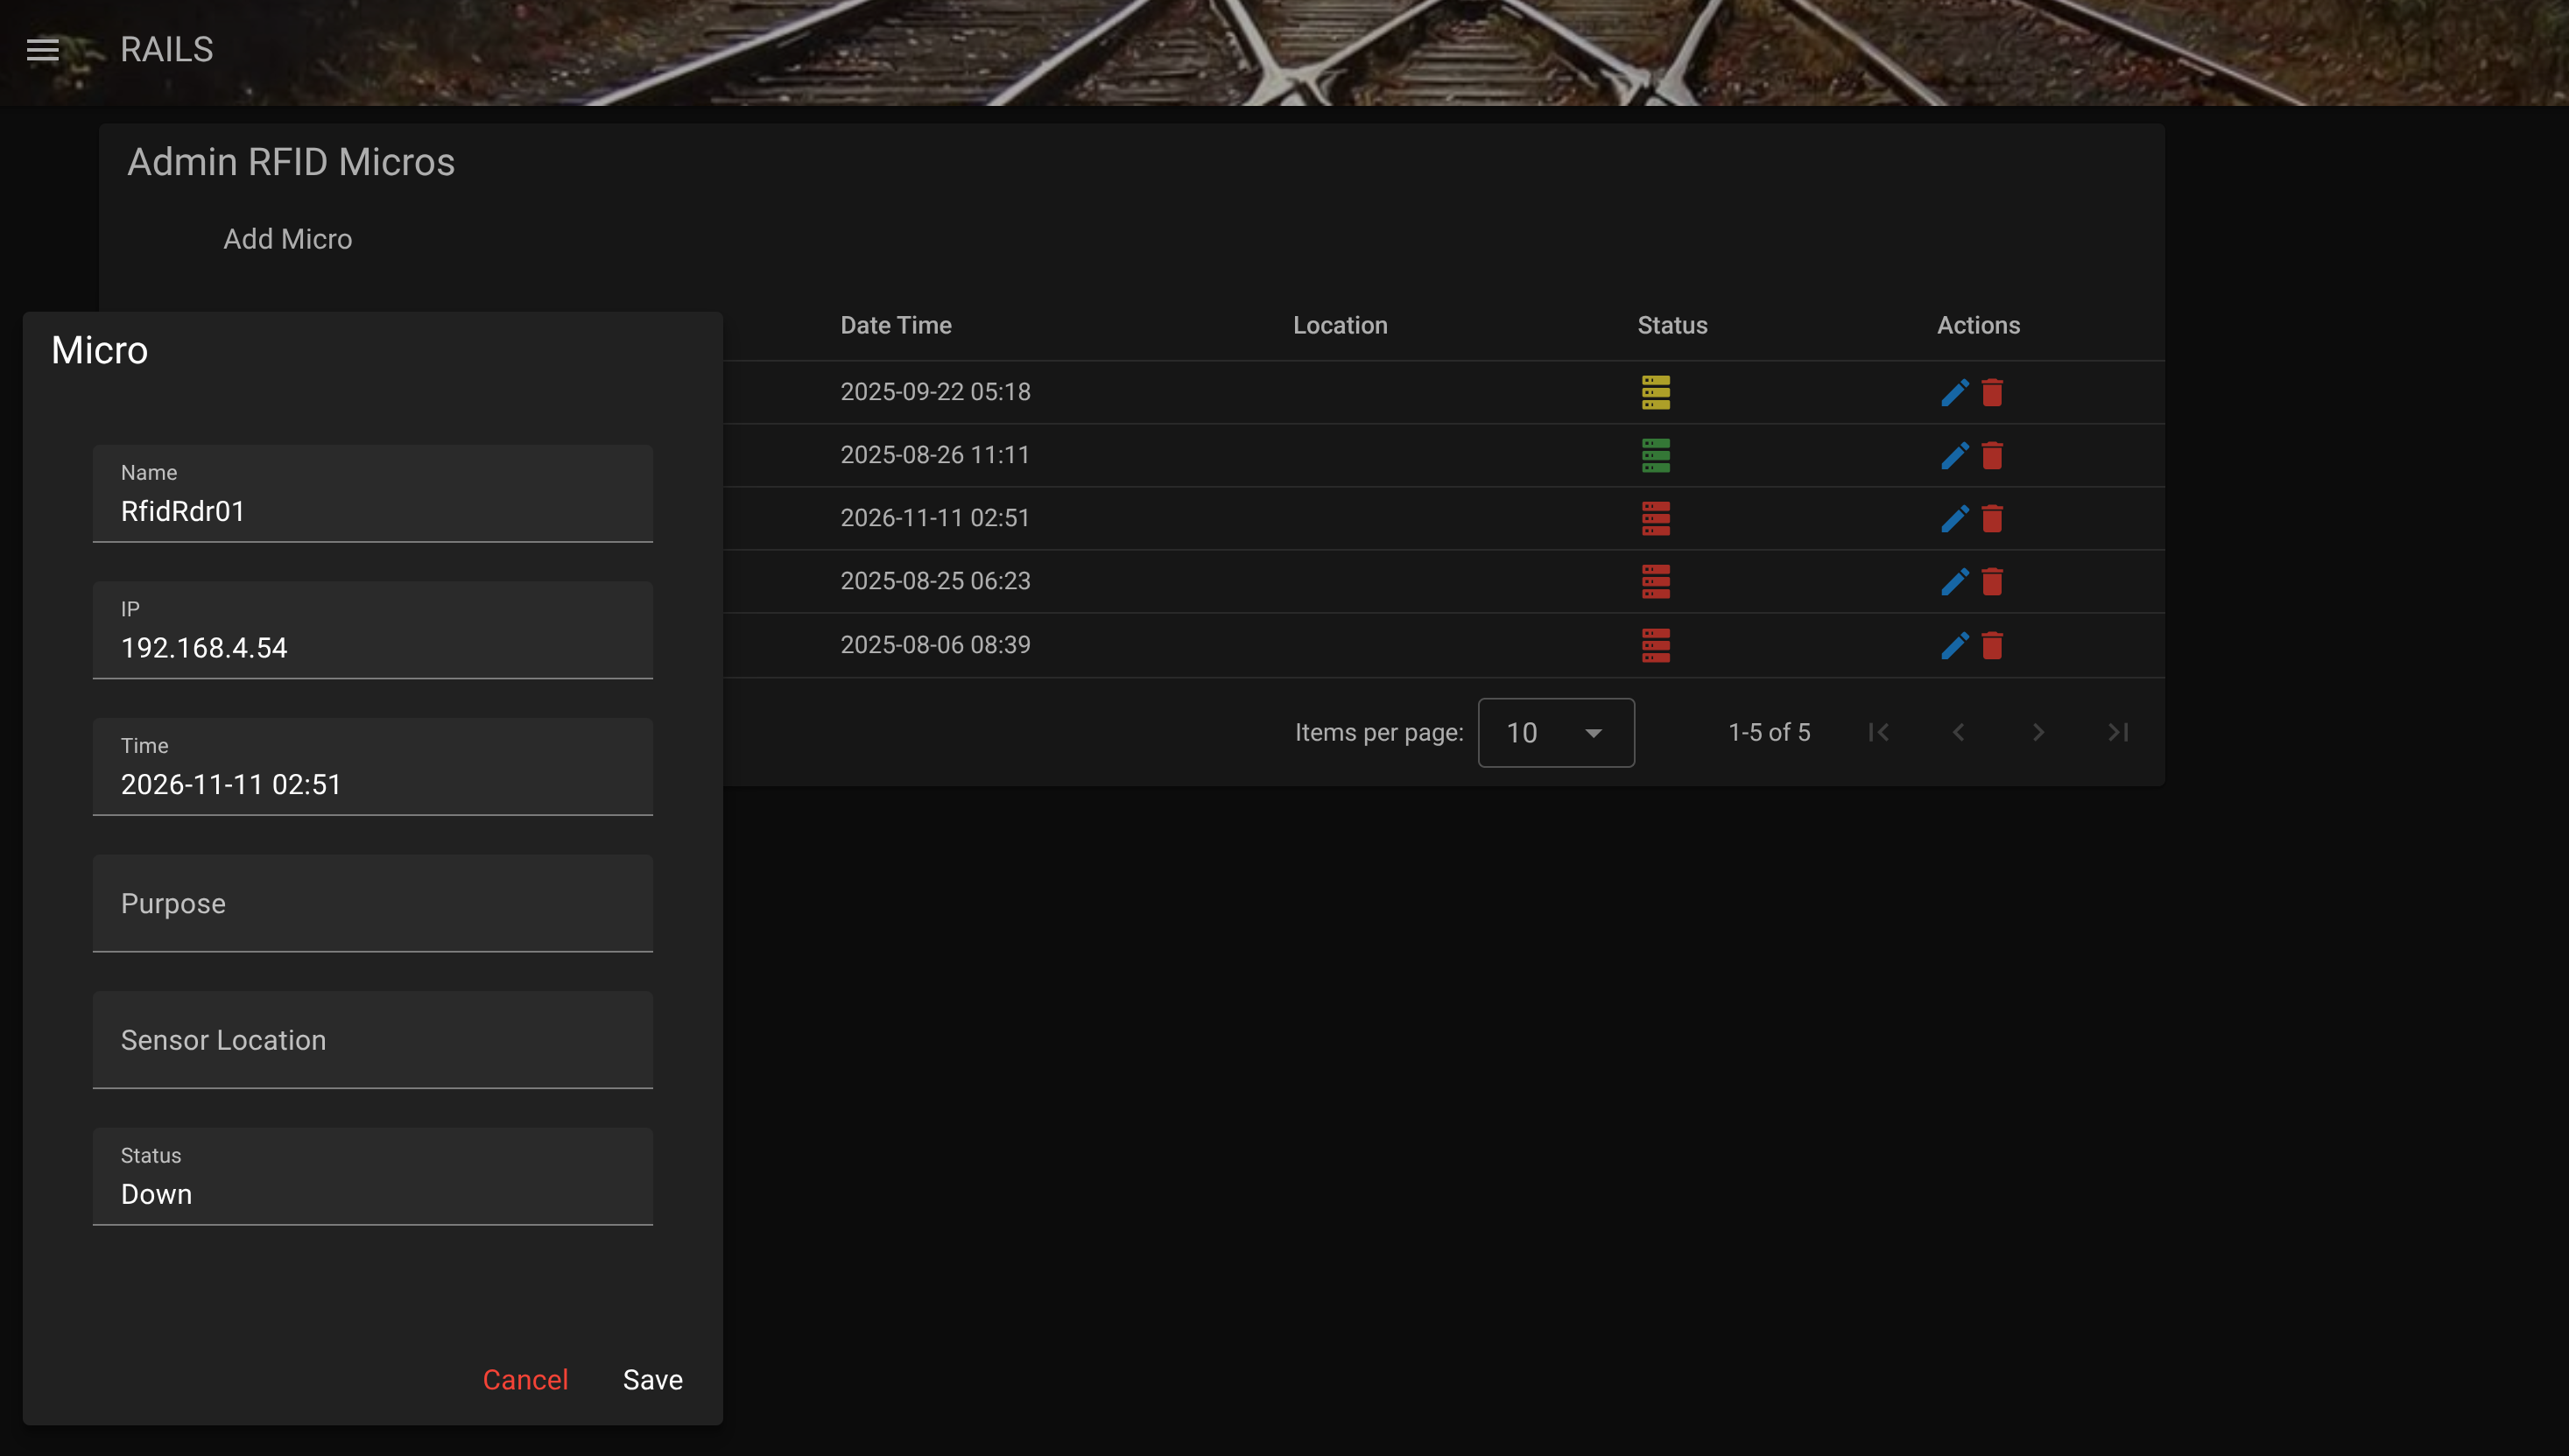 RAILS
Admin RFID Micros
Add Micro
Date Time Location Status Actions
2025-09-22 05:18
2025-08-26 11:11
2026-11-11 02:51
2025-08-25 06:23
2025-08-06 08:39
Items per page: 10 1-5 of 5
Micro
Name
RfidRdr01
IP
192.168.4.54
Time
2026-11-11 02:51
Purpose
Sensor Location
Status
Down
Cancel Save